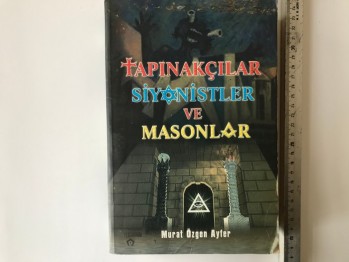 TAPINAKÇILAR
SİYONİSTLER
VE
MASONLAR
Murat Özgen Ayfer